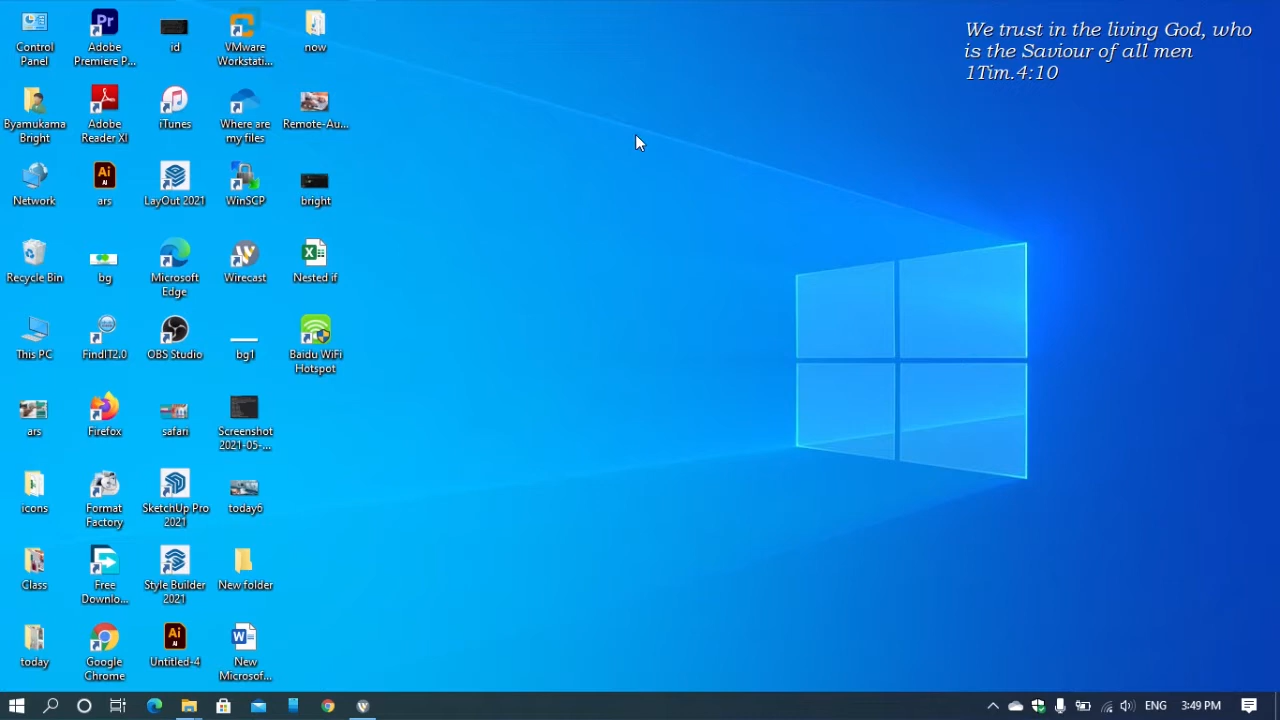 We trust in the living God, who
is the Saviour of all men
1Tim.4:10
Control
Panel
Adobe
Premiere P...
id
VMware
Workstati...
now
Byamukama
Bright
Adobe
Reader XI
iTunes
Where are
my files
Remote-Au...
Network
ars
LayOut 2021
WinSCP
bright
Recycle Bin
bg
Microsoft
Edge
Wirecast
Nested if
This PC
FindIT2.0
OBS Studio
bg1
Baidu WiFi
Hotspot
ars
Firefox
safari
Screenshot
2021-05-...
icons
Format
Factory
SketchUp Pro
2021
today6
Class
Free
Downlo...
Style Builder
2021
New folder
today
Google
Chrome
Untitled-4
New
Microsof...
ENG
3:49 PM